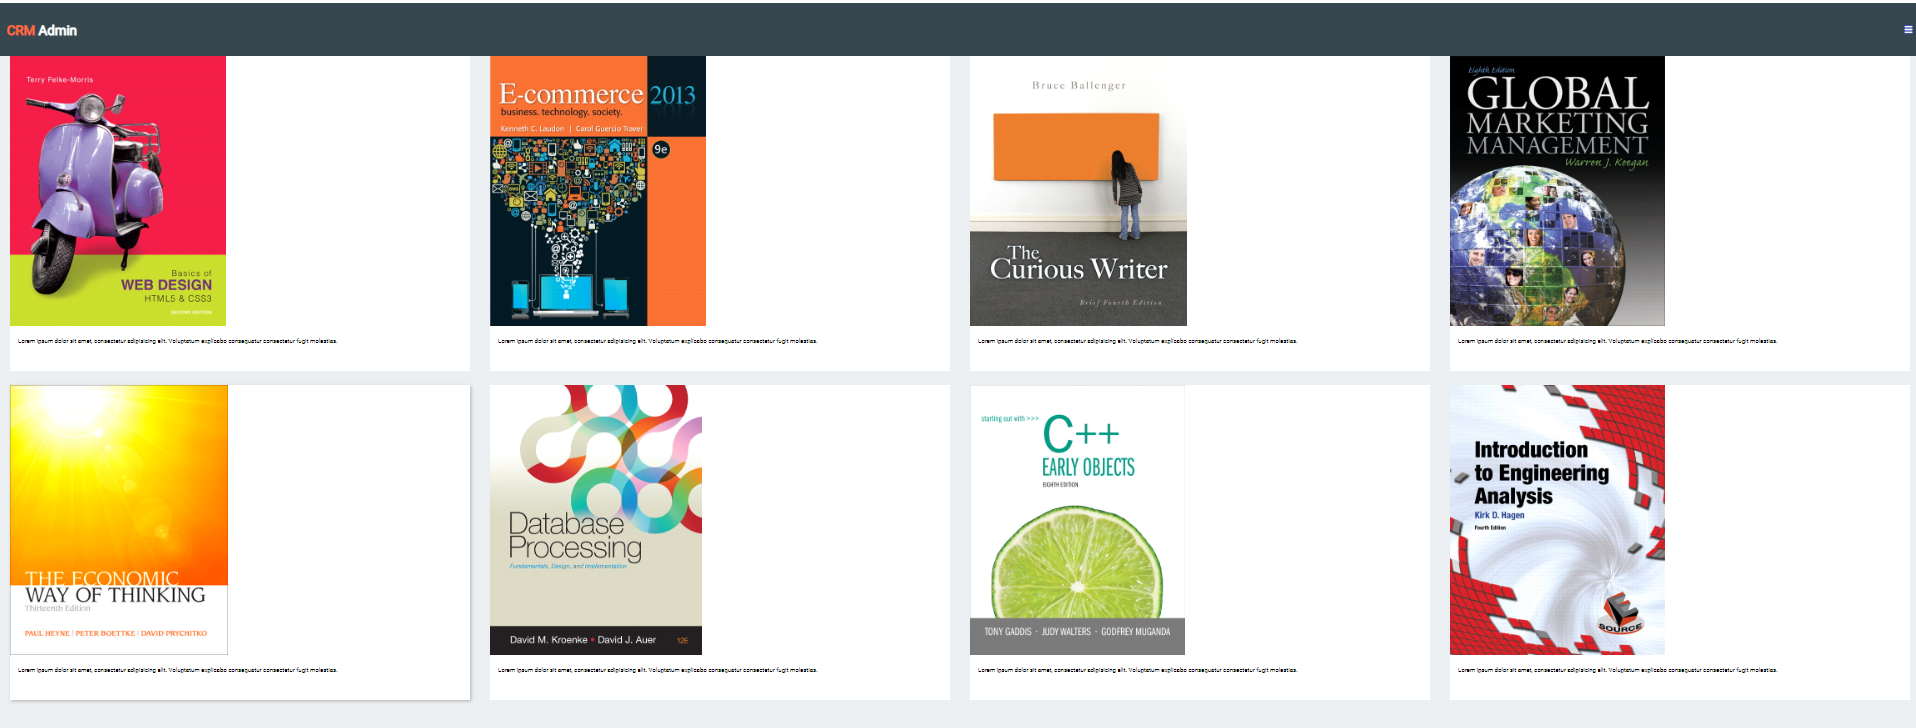 CRM Admin
Terry Felke-Morris
Basics of
WEB DESIGN
HTML5 & CSS3
SECOND EDITION
Lorem ipsum dolor sit amet, consectetur adipisicing elit. Voluptatum explicabo consequatur consectetur fugit molestias.
E-commerce 2013
business. technology. society.
Kenneth C. Laudon | Carol Guercio Traver
9e
Lorem ipsum dolor sit amet, consectetur adipisicing elit. Voluptatum explicabo consequatur consectetur fugit molestias.
Bruce Ballenger
The
Curious Writer
Brief Fourth Edition
Lorem ipsum dolor sit amet, consectetur adipisicing elit. Voluptatum explicabo consequatur consectetur fugit molestias.
Eighth Edition
GLOBAL
MARKETING
MANAGEMENT
Warren J. Keegan
Lorem ipsum dolor sit amet, consectetur adipisicing elit. Voluptatum explicabo consequatur consectetur fugit molestias.
THE ECONOMIC
WAY OF THINKING
Thirteenth Edition
PAUL HEYNE | PETER BOETTKE | DAVID PRYCHITKO
Lorem ipsum dolor sit amet, consectetur adipisicing elit. Voluptatum explicabo consequatur consectetur fugit molestias.
Database
Processing
Fundamentals, Design, and Implementation
David M. Kroenke • David J. Auer 12E
Lorem ipsum dolor sit amet, consectetur adipisicing elit. Voluptatum explicabo consequatur consectetur fugit molestias.
starting out with >>> C++
EARLY OBJECTS
EIGHTH EDITION
TONY GADDIS · JUDY WALTERS · GODFREY MUGANDA
Lorem ipsum dolor sit amet, consectetur adipisicing elit. Voluptatum explicabo consequatur consectetur fugit molestias.
Introduction
to Engineering
Analysis
Kirk D. Hagen
Fourth Edition
E
SOURCE
Lorem ipsum dolor sit amet, consectetur adipisicing elit. Voluptatum explicabo consequatur consectetur fugit molestias.